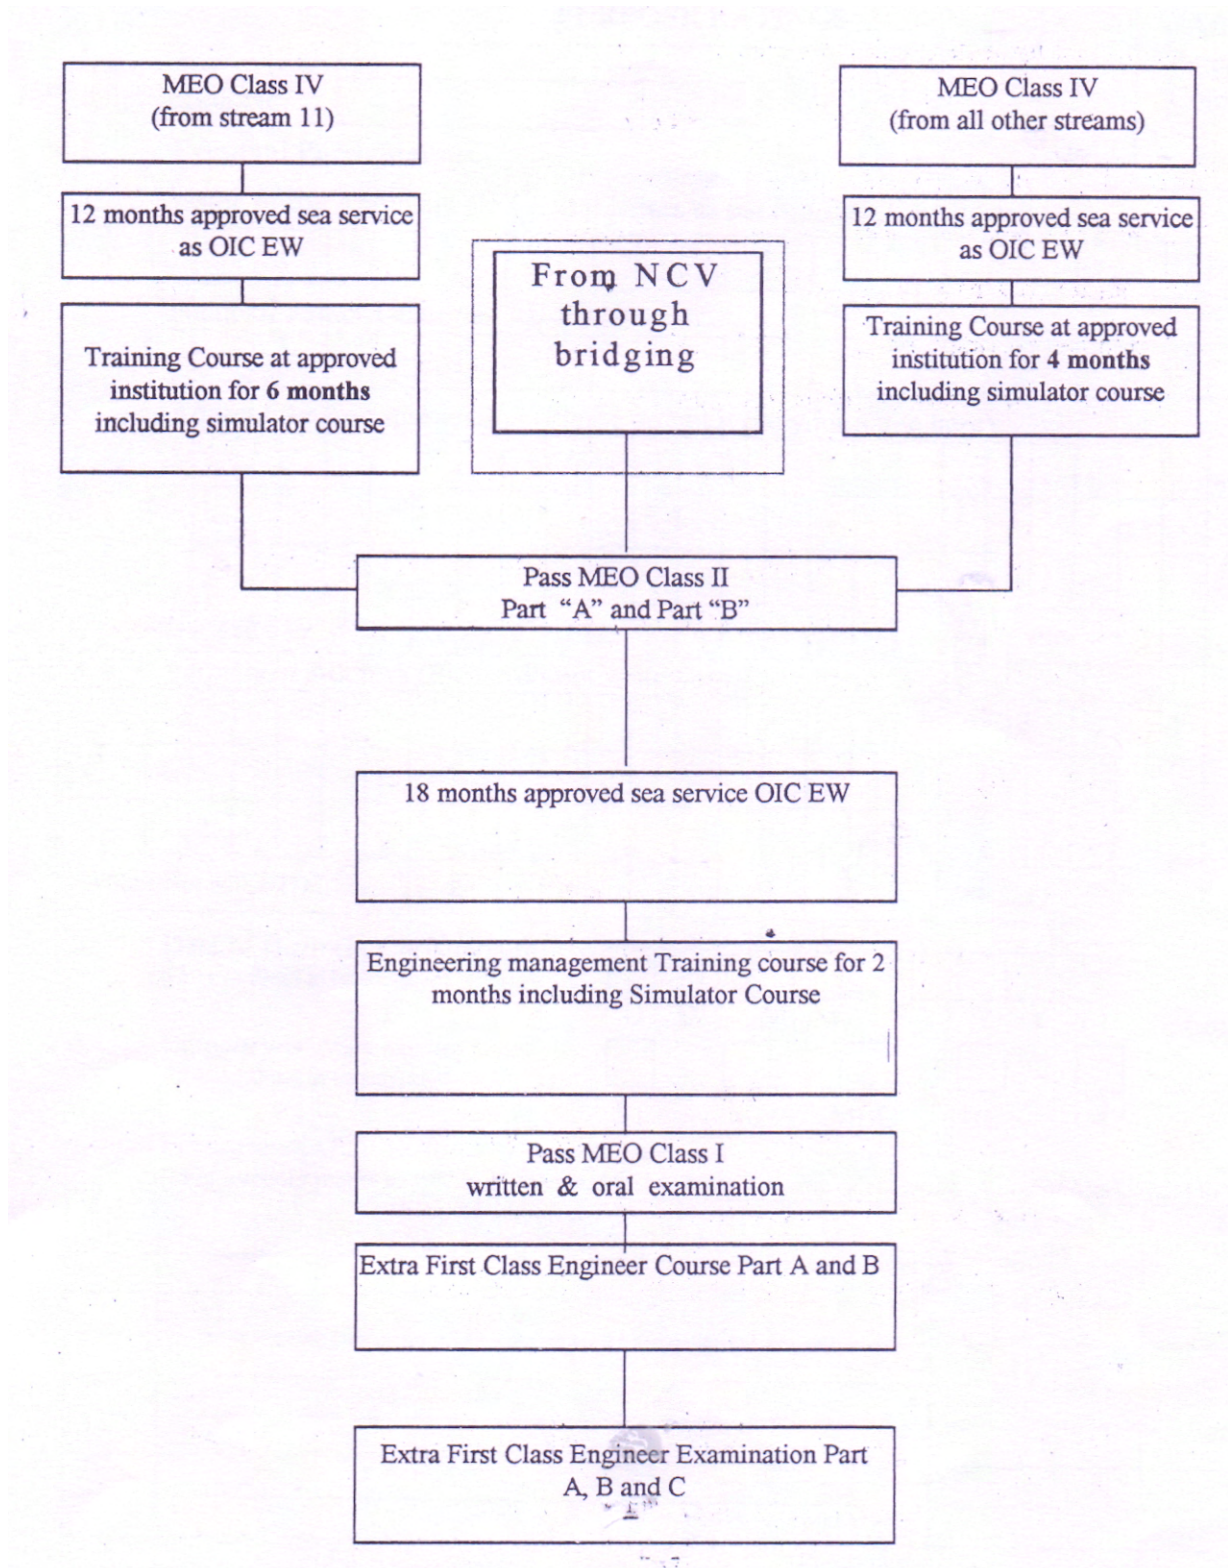 MEO Class IV
(from stream 11)
12 months approved sea service
as OIC EW
Training Course at approved
institution for 6 months
including simulator course
From NCV
through
bridging
MEO Class IV
(from all other streams)
12 months approved sea service
as OIC EW
Training Course at approved
institution for 4 months
including simulator course
Pass MEO Class II
Part “A” and Part “B”
18 months approved sea service OIC EW
Engineering management Training course for 2
months including Simulator Course
Pass MEO Class I
written & oral examination
Extra First Class Engineer Course Part A and B
Extra First Class Engineer Examination Part
A, B and C